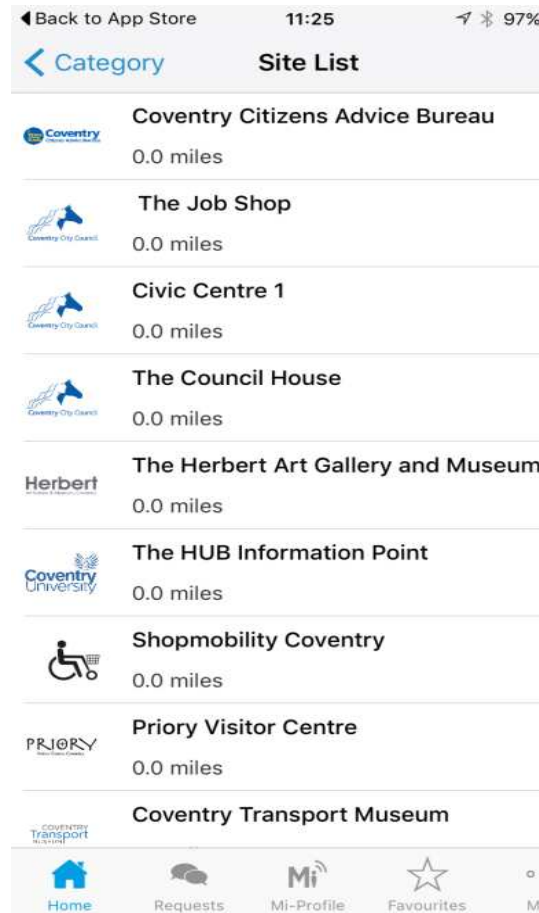 Back to App Store 11:25 97%
Category Site List
Coventry
Coventry Citizens Advice Bureau
0.0 miles
Coventry City Council
The Job Shop
0.0 miles
Coventry City Council
Civic Centre 1
0.0 miles
Coventry City Council
The Council House
0.0 miles
Herbert
The Herbert Art Gallery and Museum
0.0 miles
Coventry
University
The HUB Information Point
0.0 miles
Shopmobility Coventry
0.0 miles
PRIORY
Priory Visitor Centre
0.0 miles
COVENTRY
Transport
Coventry Transport Museum
Home Requests Mi-Profile Favourites M